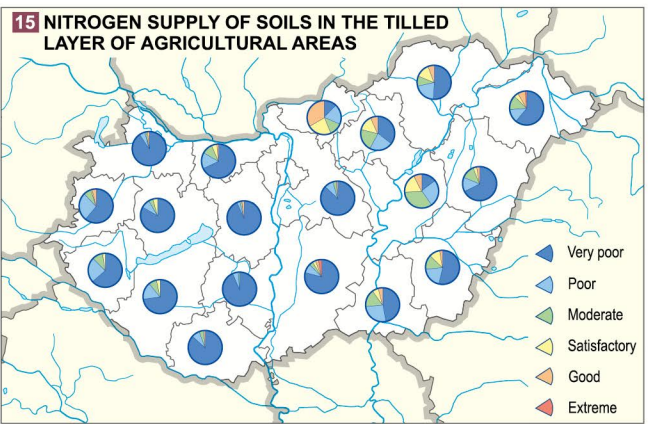 15 NITROGEN SUPPLY OF SOILS IN THE TILLED
LAYER OF AGRICULTURAL AREAS
Very poor
Poor
Moderate
Satisfactory
Good
Extreme